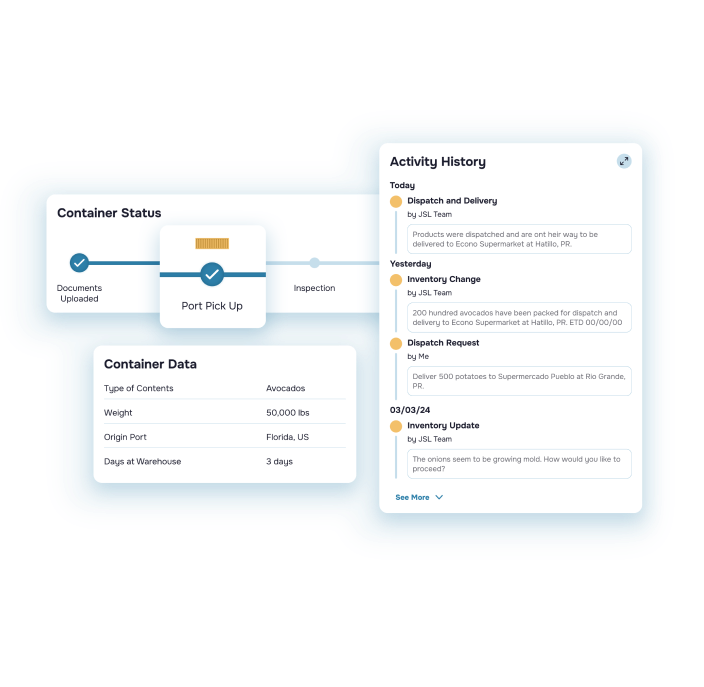 Container Status
Documents
Uploaded
Port Pick Up
Inspection
Container Data
Type of Contents Avocados
Weight 50,000 lbs
Origin Port Florida, US
Days at Warehouse 3 days
Activity History
Today
Dispatch and Delivery
by JSL Team
Products were dispatched and are ont heir way to be
delivered to Econo Supermarket at Hatillo, PR.
Yesterday
Inventory Change
by JSL Team
200 hundred avocados have been packed for dispatch and
delivery to Econo Supermarket at Hatillo, PR. ETD 00/00/00
Dispatch Request
by Me
Deliver 500 potatoes to Supermercado Pueblo at Rio Grande,
PR.
03/03/24
Inventory Update
by JSL Team
The onions seem to be growing mold. How would you like to
proceed?
See More